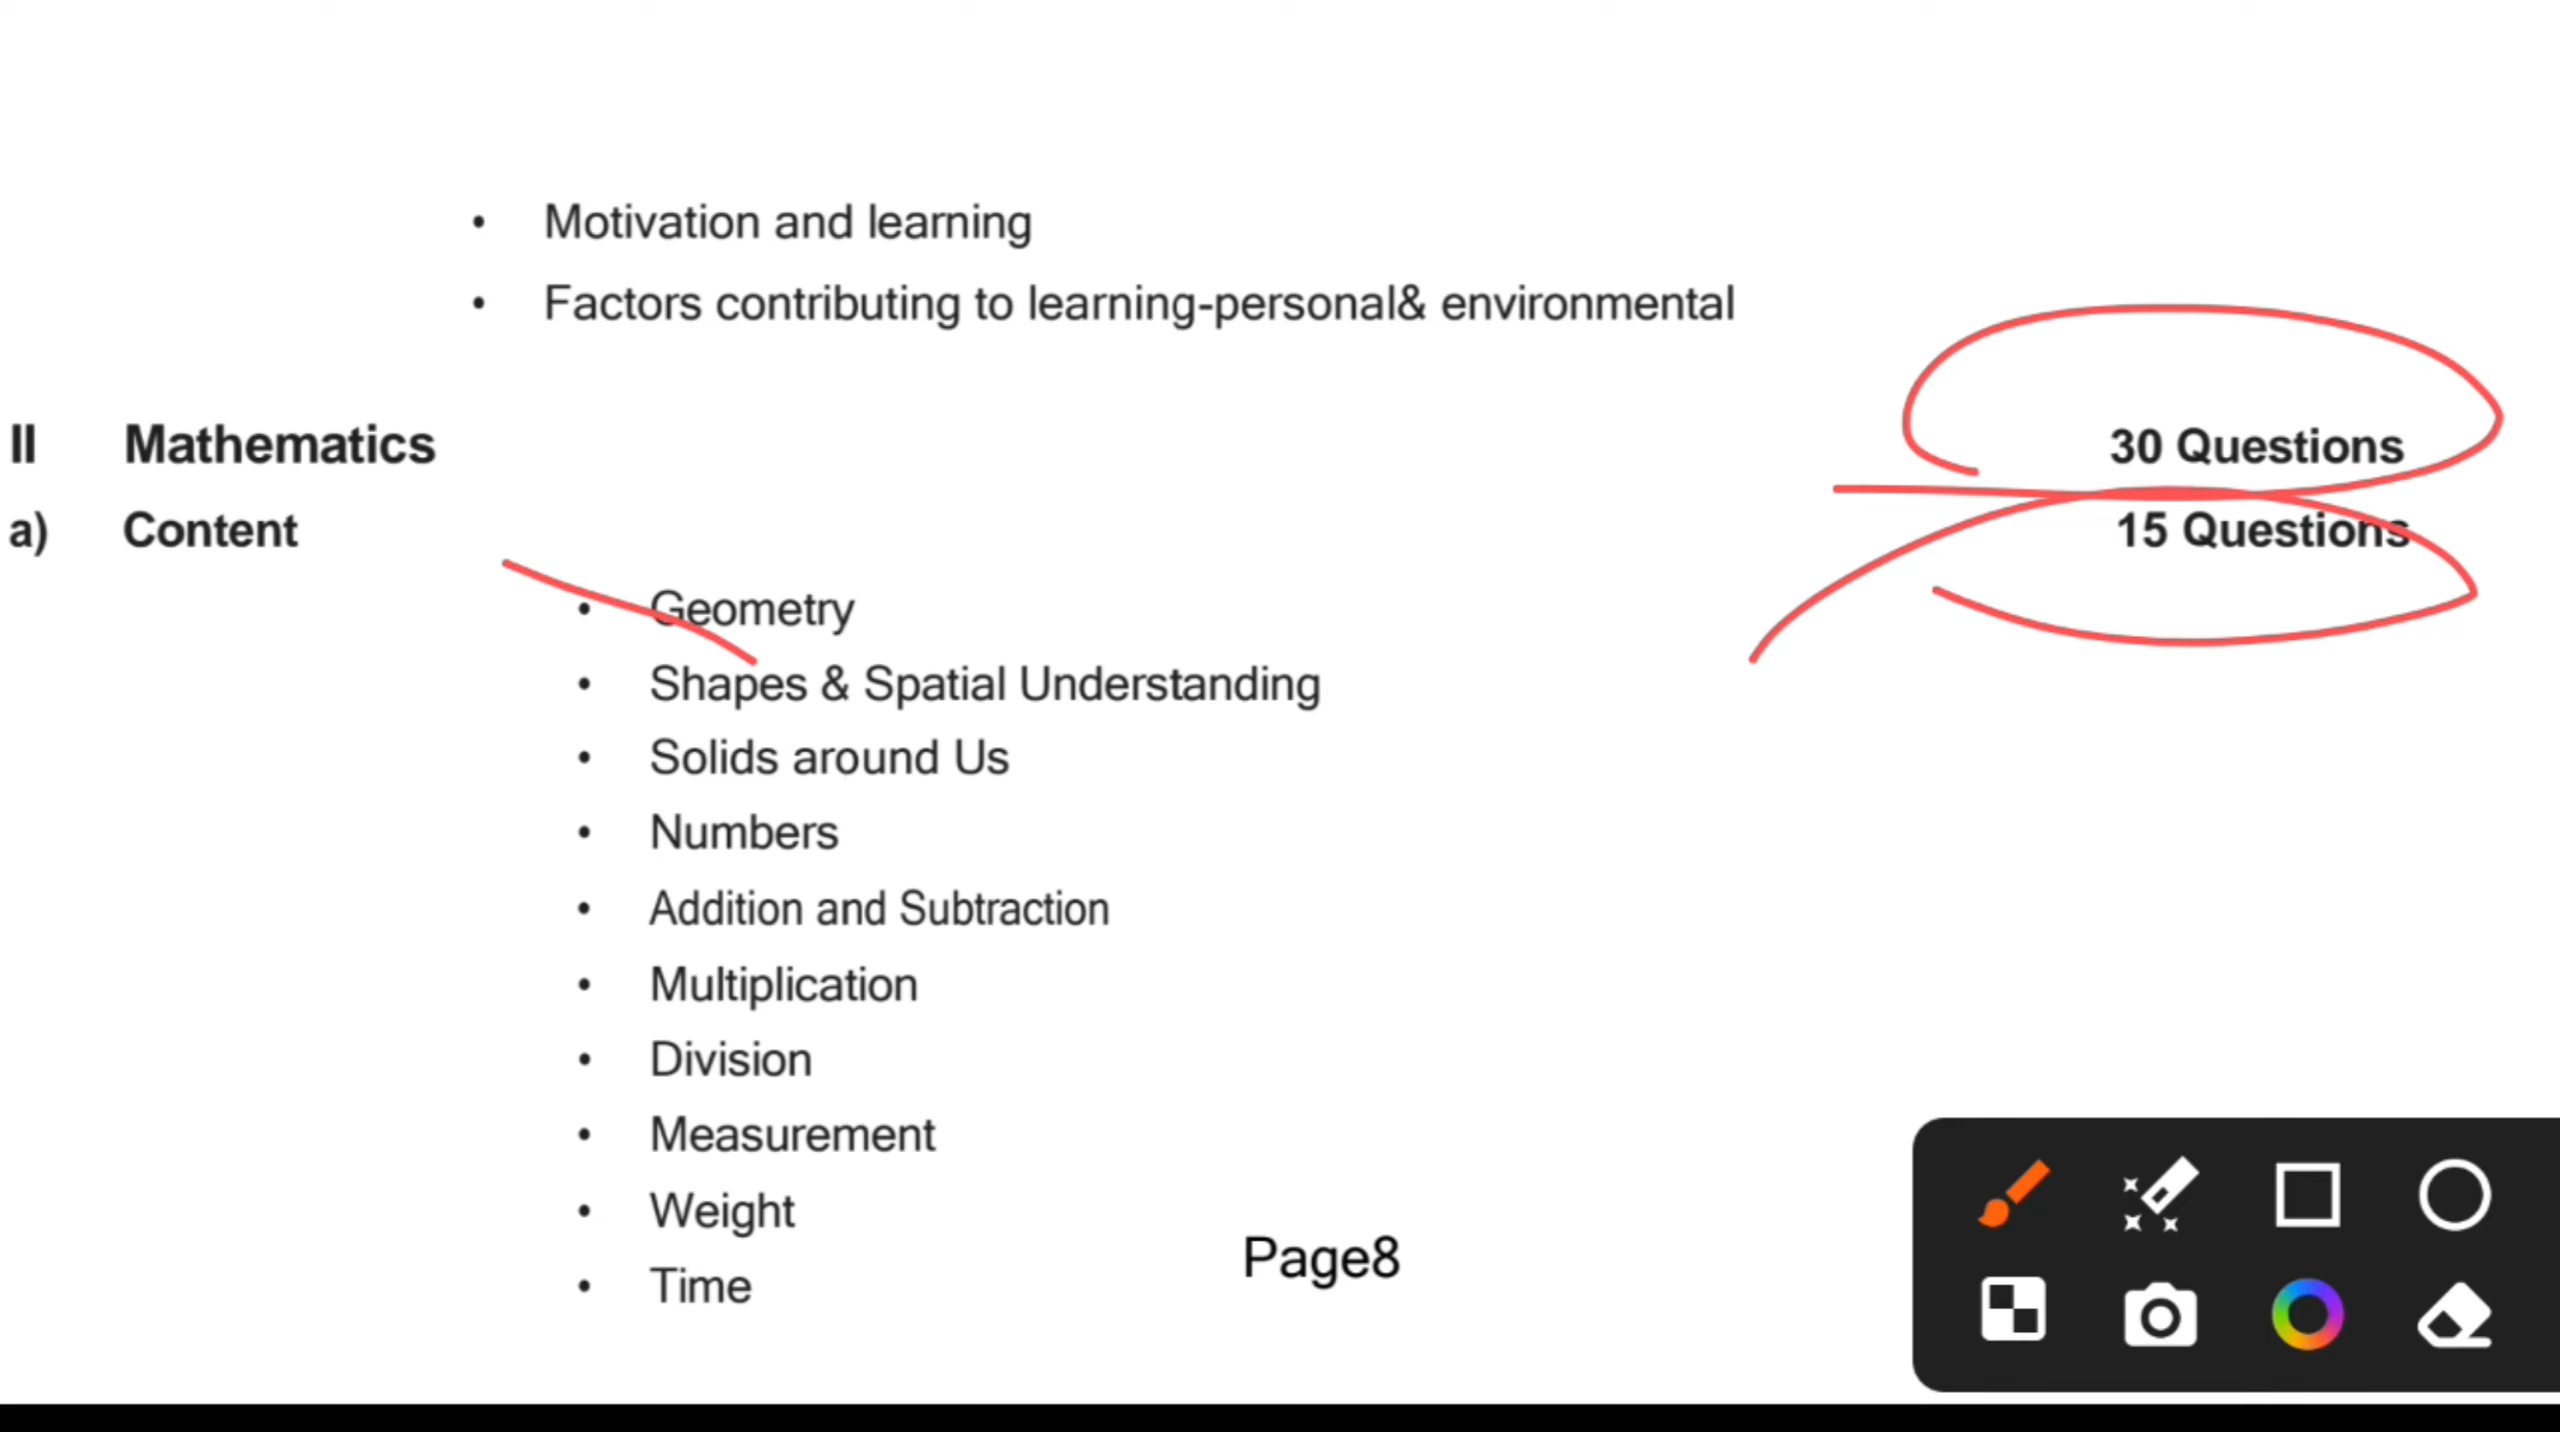 • Motivation and learning
• Factors contributing to learning-personal& environmental
II Mathematics 30 Questions
a) Content 15 Questions
• Geometry
• Shapes & Spatial Understanding
• Solids around Us
• Numbers
• Addition and Subtraction
• Multiplication
• Division
• Measurement
• Weight
• Time
Page8